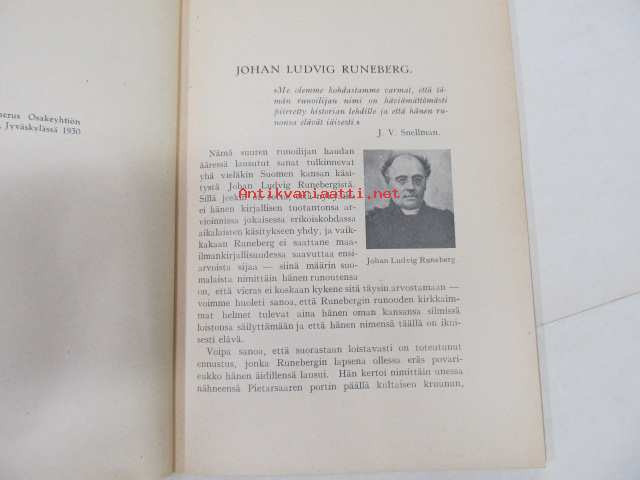 serus Osakeyhtiön
Jyväskylässä 1930
JOHAN LUDVIG RUNEBERG.
»Me olemme kohdastamme varmat, että tä-
män runoilijan nimi on häviämättömästi
piirretty historian lehdille ja että hänen ru-
nonsa elävät iäisesti.»
J. V. Snellman.
Nämä suuren runoilijan haudan
ääressä lausutut sanat tulkinnevat
yhä vieläkin Suomen kansan käsi-
tystä Johan Ludvig Runebergistä.
Sillä
ei hänen kirjallisen tuotantonsa ar-
vioinnissa jokaisessa erikoiskohdassa
aikalaisten käsitykseen yhdy, ja vaik-
kakaan Runeberg ei saattane maa-
ilmankirjallisuudessa saavuttaa ensi-
arvoista sijaa — siinä määrin suo-
malaista nimittäin hänen runoutensa
on, että vieras ei koskaan kykene sitä täysin arvostamaan —
voimme huoleti sanoa, että Runebergin runouden kirkkaim-
mat helmet tulevat aina hänen oman kansansa silmissä
loistonsa säilyttämään ja että hänen nimensä täällä on iku-
isesti elävä.
Johan Ludvig Runeberg
Voipa sanoa, että suorastaan loistavasti on toteutunut
ennustus, jonka Runebergin lapsena ollessa eräs povari-
eukko hänen äidillensä lausui. Hän kertoi nimittäin unessa
nähneensä Pietarsaaren portin päällä kultaisen kruunun,
Antikvariaatti.net